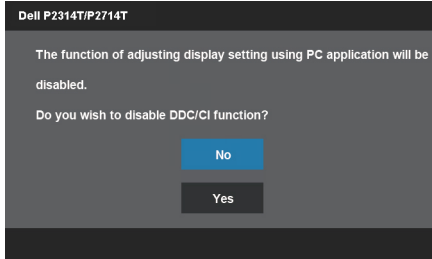 Dell P2314T/P2714T
The function of adjusting display setting using PC application will be
disabled.
Do you wish to disable DDC/CI function?
No
Yes